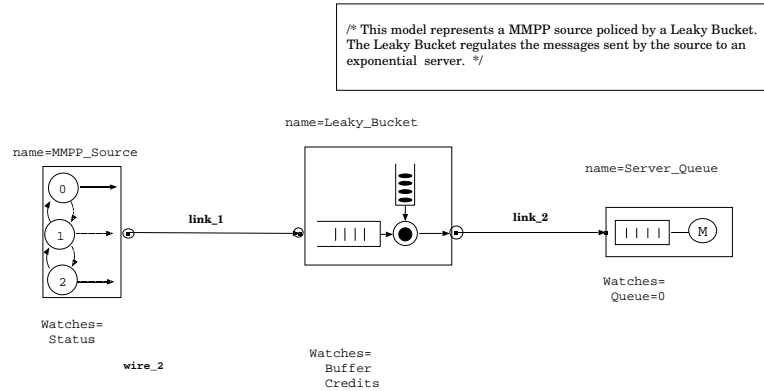 /* This model represents a MMPP source policed by a Leaky Bucket.
The Leaky Bucket regulates the messages sent by the source to an
exponential server. */
name=Leaky_Bucket
name=MMPP_Source
name=Server_Queue
0
link_1
link_2
1
M
2
Watches=
Queue=0
Watches=
Status
wire_2
Watches=
Buffer
Credits